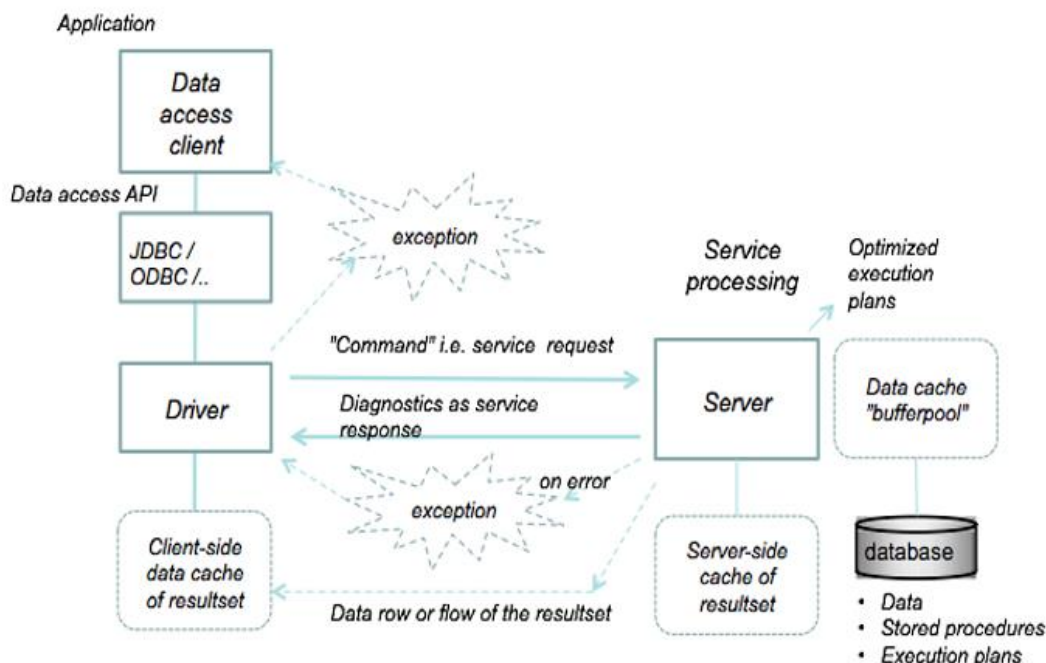 Application
Data
access
client
Data access API
JDBC /
ODBC /..
exception
Service
processing
Optimized
execution
plans
"Command" i.e. service request
Driver
Diagnostics as service
response
Server
Data cache
"bufferpool"
on error
exception
Client-side
data cache
of resultset
Data row or flow of the resultset
Server-side
cache of
resultset
database
• Data
• Stored procedures
• Execution plans